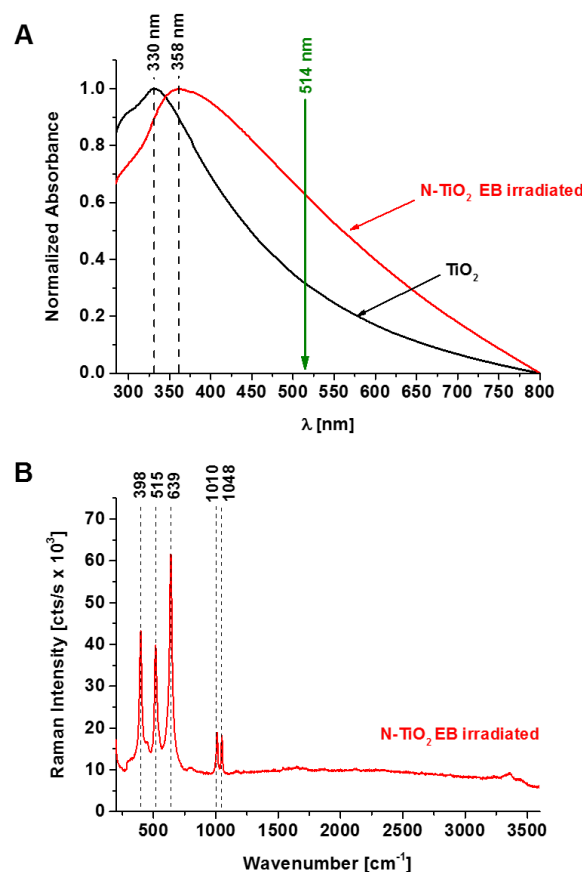 A
330 nm
358 nm
514 nm
1.0
0.8
0.6
0.4
0.2
0.0
Normalized Absorbance
N-TiO₂ EB irradiated
TiO₂
300 350 400 450 500 550 600 650 700 750 800
λ [nm]
B
398
515
639
1010
1048
70
60
50
40
30
20
10
0
Raman Intensity [cts/s x 10³]
N-TiO₂ EB irradiated
500 1000 1500 2000 2500 3000 3500
Wavenumber [cm⁻¹]